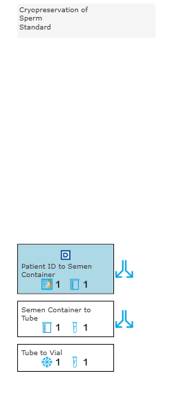 Cryopreservation of
Sperm
Standard
D
Patient ID to Semen
Container
1 1
Semen Container to
Tube
1 1
Tube to Vial
1 1